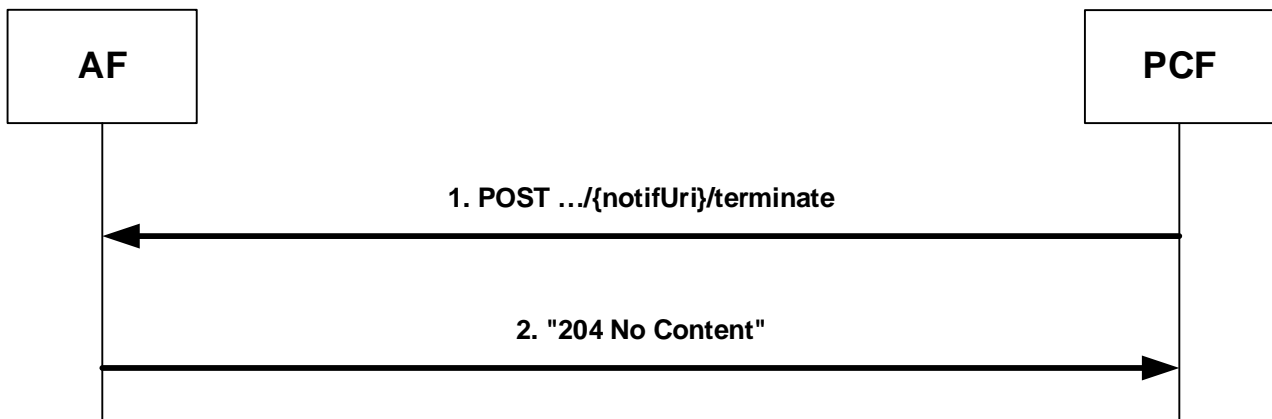 AF
PCF
1. POST …/{notifUri}/terminate
2. "204 No Content"